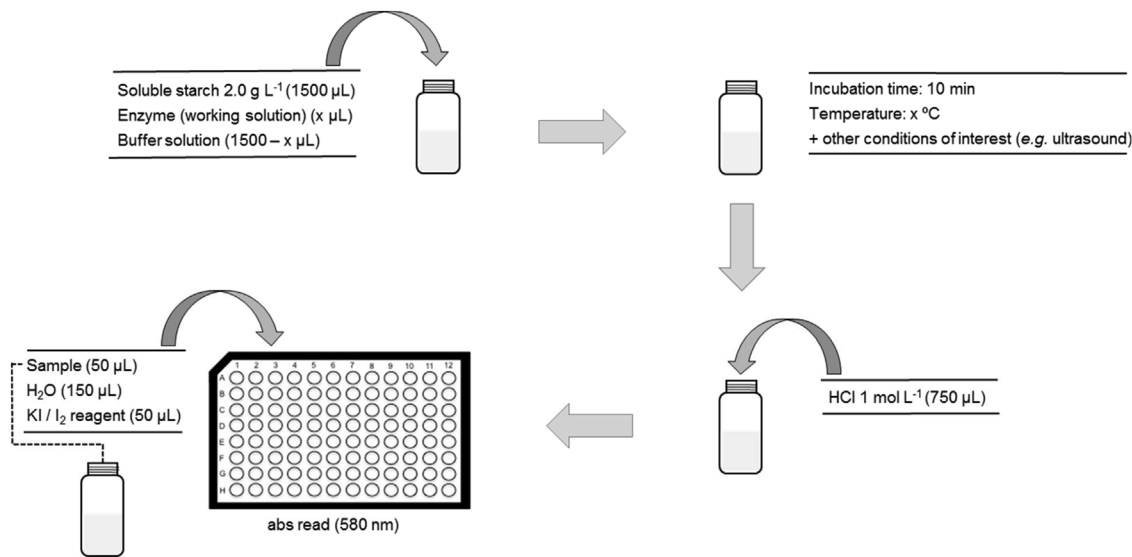 Soluble starch 2.0 g L⁻¹ (1500 µL)
Enzyme (working solution) (x µL)
Buffer solution (1500 – x µL)
Incubation time: 10 min
Temperature: x ºC
+ other conditions of interest (e.g. ultrasound)
HCl 1 mol L⁻¹ (750 µL)
Sample (50 µL)
H₂O (150 µL)
KI / I₂ reagent (50 µL)
1 2 3 4 5 6 7 8 9 10 11 12
A
B
C
D
E
F
G
H
abs read (580 nm)